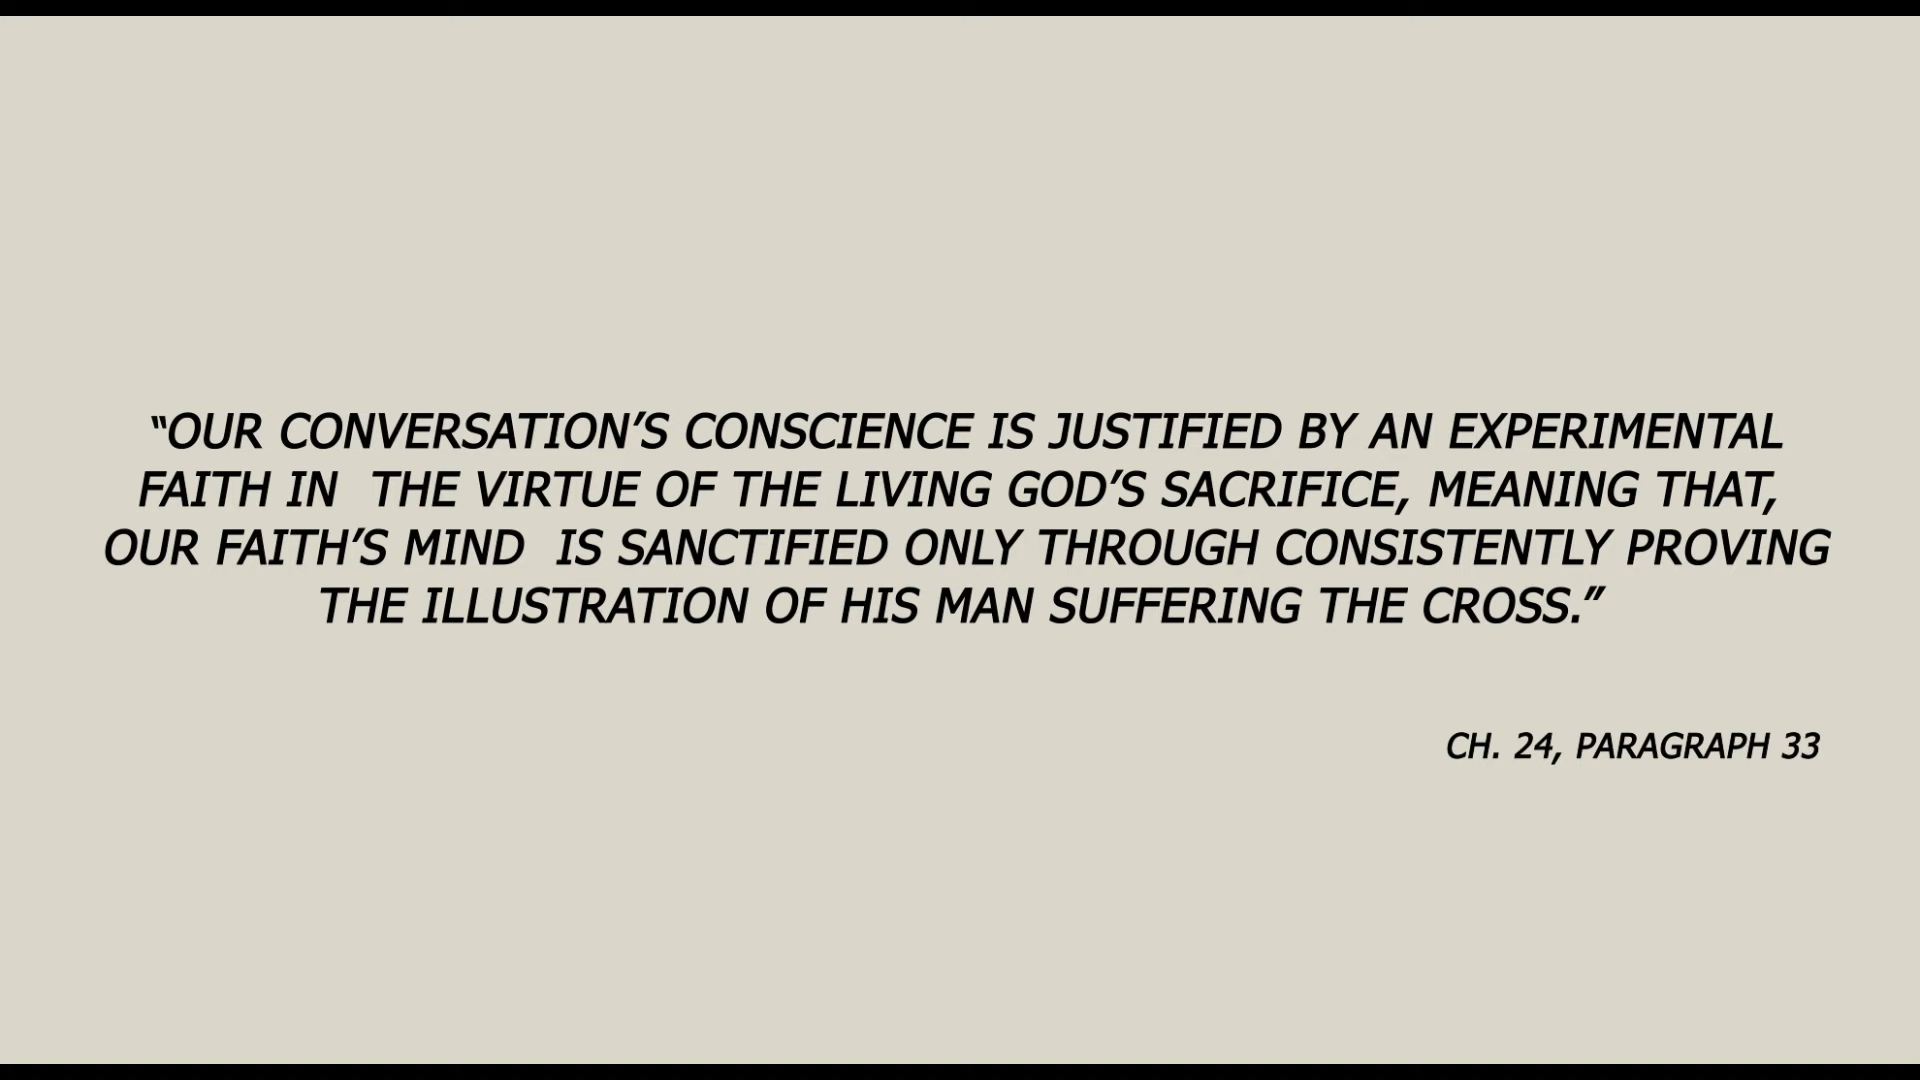 “OUR CONVERSATION’S CONSCIENCE IS JUSTIFIED BY AN EXPERIMENTAL
FAITH IN  THE VIRTUE OF THE LIVING GOD’S SACRIFICE, MEANING THAT,
OUR FAITH’S MIND  IS SANCTIFIED ONLY THROUGH CONSISTENTLY PROVING
THE ILLUSTRATION OF HIS MAN SUFFERING THE CROSS.”
CH. 24, PARAGRAPH 33